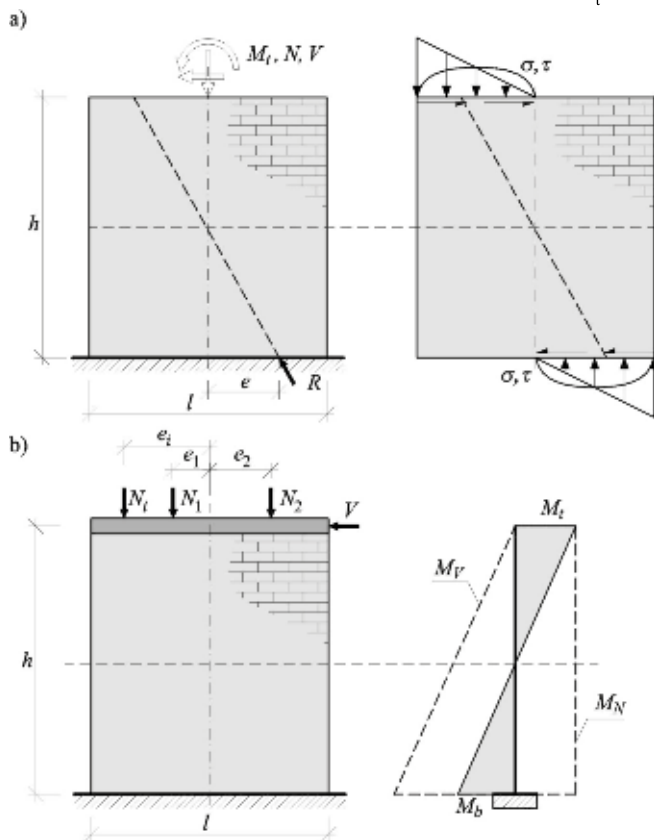 t
a)
M_t, N, V
σ,τ
h
e
R
l
σ,τ
b)
e_i
e_1
e_2
N_i
N_1
N_2
V
M_t
M_V
h
M_N
M_b
l